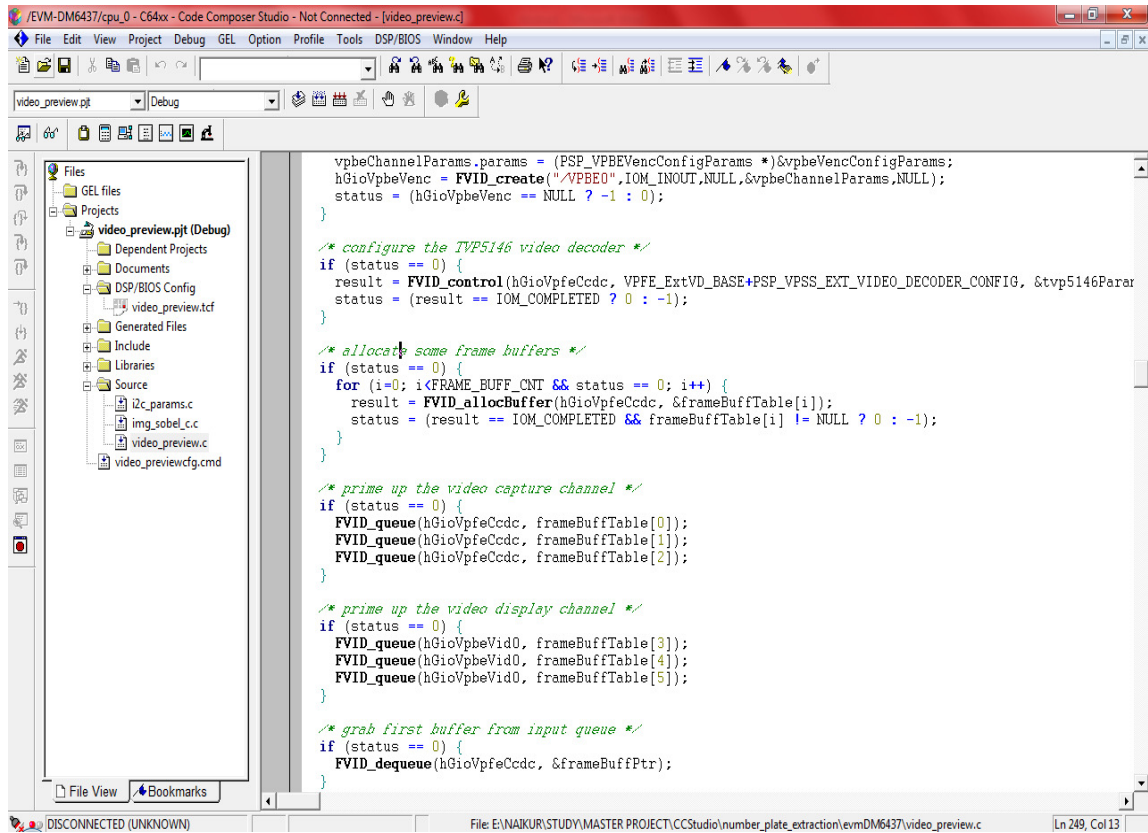 /EVM-DM6437/cpu_0 - C64xx - Code Composer Studio - Not Connected - [video_preview.c]
File Edit View Project Debug GEL Option Profile Tools DSP/BIOS Window Help
video_preview.pjt Debug
Files
GEL files
Projects
video_preview.pjt (Debug)
Dependent Projects
Documents
DSP/BIOS Config
video_preview.tcf
Generated Files
Include
Libraries
Source
i2c_params.c
img_sobel_c.c
video_preview.c
video_previewcfg.cmd
File View Bookmarks
vpbeChannelParams.params = (PSP_VPBEVencConfigParams *)&vpbeVencConfigParams;
hGioVpbeVenc = FVID_create("/VPBE0",IOM_INOUT,NULL,&vpbeChannelParams,NULL);
status = (hGioVpbeVenc == NULL ? -1 : 0);
}
/* configure the TVP5146 video decoder */
if (status == 0) {
result = FVID_control(hGioVpfeCcdc, VPFE_ExtVD_BASE+PSP_VPSS_EXT_VIDEO_DECODER_CONFIG, &tvp5146Param
status = (result == IOM_COMPLETED ? 0 : -1);
}
/* allocate some frame buffers */
if (status == 0) {
for (i=0; i<FRAME_BUFF_CNT && status == 0; i++) {
result = FVID_allocBuffer(hGioVpfeCcdc, &frameBuffTable[i]);
status = (result == IOM_COMPLETED && frameBuffTable[i] != NULL ? 0 : -1);
}
}
/* prime up the video capture channel */
if (status == 0) {
FVID_queue(hGioVpfeCcdc, frameBuffTable[0]);
FVID_queue(hGioVpfeCcdc, frameBuffTable[1]);
FVID_queue(hGioVpfeCcdc, frameBuffTable[2]);
}
/* prime up the video display channel */
if (status == 0) {
FVID_queue(hGioVpbeVid0, frameBuffTable[3]);
FVID_queue(hGioVpbeVid0, frameBuffTable[4]);
FVID_queue(hGioVpbeVid0, frameBuffTable[5]);
}
/* grab first buffer from input queue */
if (status == 0) {
FVID_dequeue(hGioVpfeCcdc, &frameBuffPtr);
}
DISCONNECTED (UNKNOWN) File: E:\NAIKUR\STUDY\MASTER PROJECT\CCStudio\number_plate_extraction\evmDM6437\video_preview.c Ln 249, Col 13